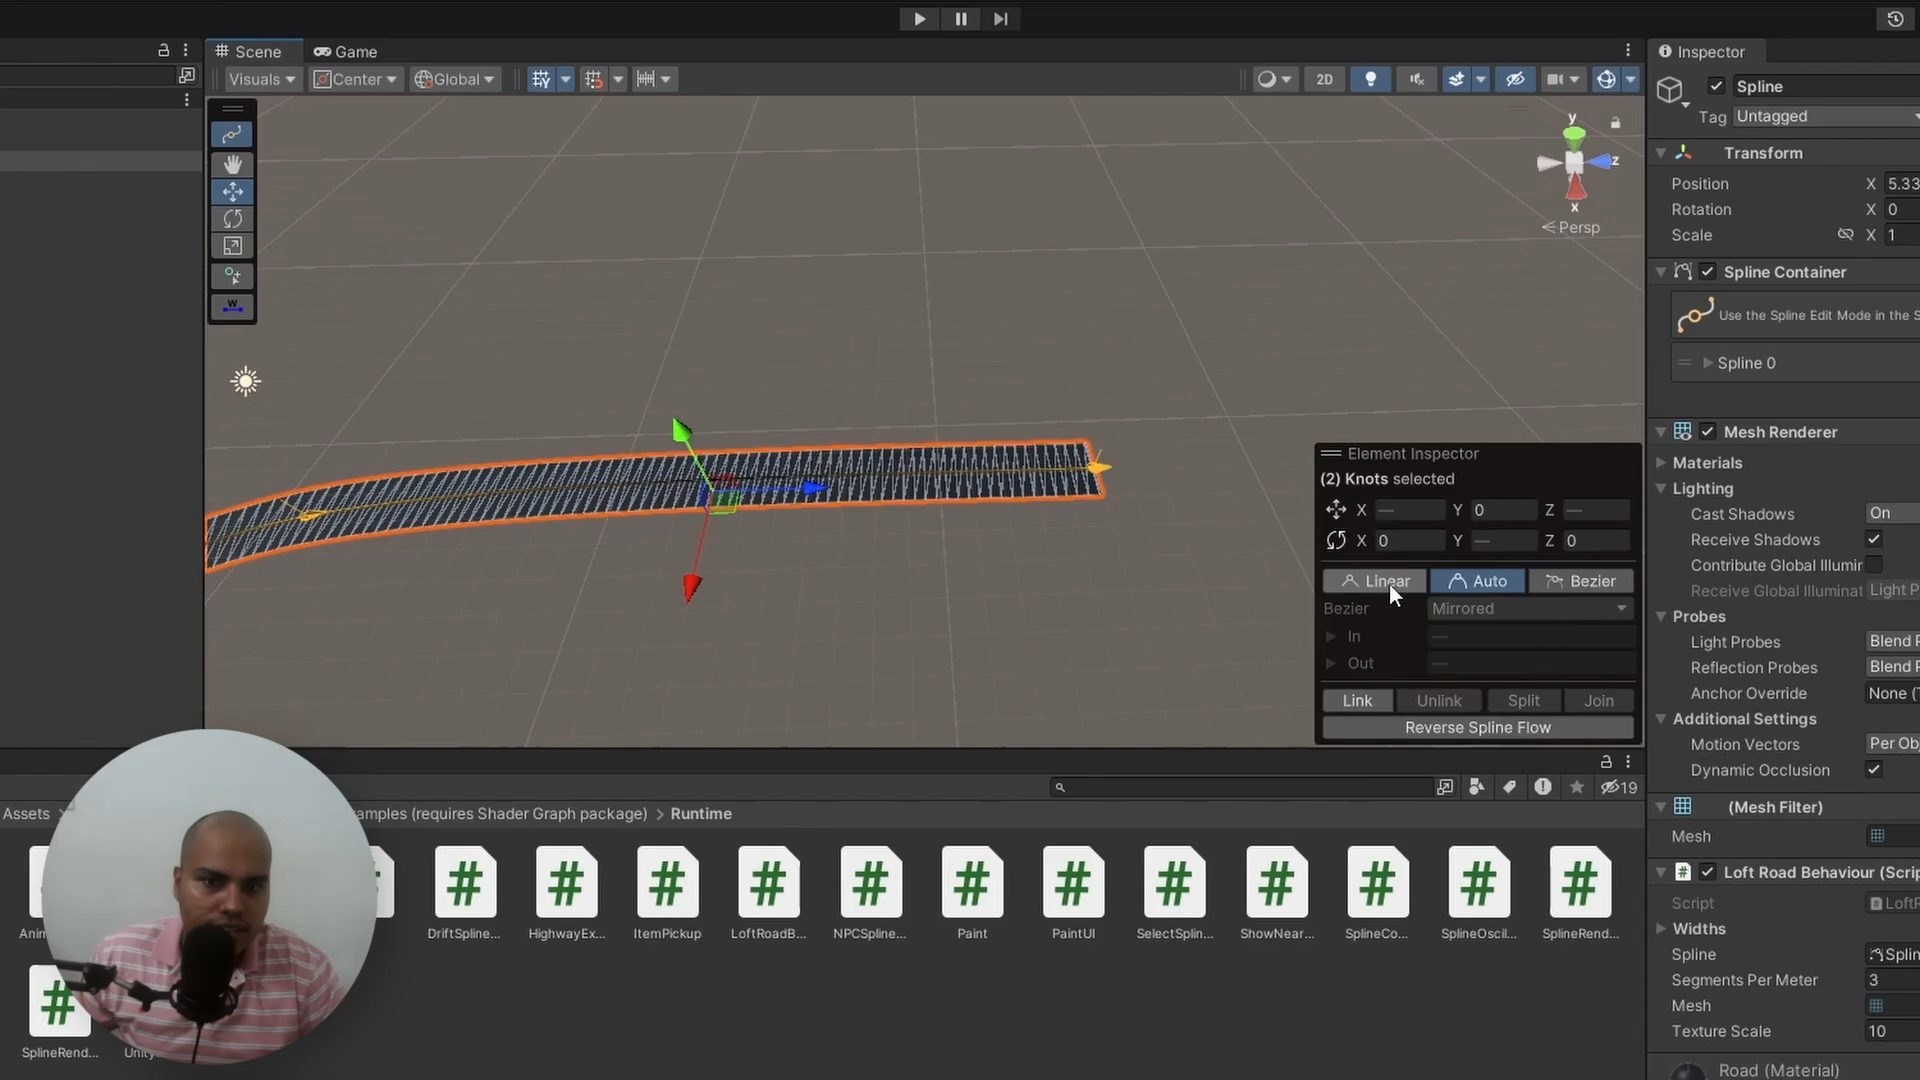 Scene
Game
Visuals
Center
Global
2D
y
z
x
Persp
W
Element Inspector
(2) Knots selected
X — Y 0 Z —
X 0 Y — Z 0
Linear Auto Bezier
Bezier Mirrored
In —
Out —
Link Unlink Split Join
Reverse Spline Flow
Inspector
Spline
Tag Untagged
Transform
Position X 5.33
Rotation X 0
Scale X 1
Spline Container
Use the Spline Edit Mode in the S
Spline 0
Mesh Renderer
Materials
Lighting
Cast Shadows On
Receive Shadows
Contribute Global Illumir
Receive Global Illuminat Light P
Probes
Light Probes Blend P
Reflection Probes Blend P
Anchor Override None (T
Additional Settings
Motion Vectors Per Obj
Dynamic Occlusion
(Mesh Filter)
Mesh
Loft Road Behaviour (Scrip
Script LoftR
Widths
Spline Splin
Segments Per Meter 3
Mesh
Texture Scale 10
Road (Material)
19
Assets > amples (requires Shader Graph package) > Runtime
Anim
DriftSpline...
HighwayEx...
ItemPickup
LoftRoadB...
NPCSpline...
Paint
PaintUI
SelectSplin...
ShowNear...
SplineCo...
SplineOscil...
SplineRend...
SplineRend...
Unity